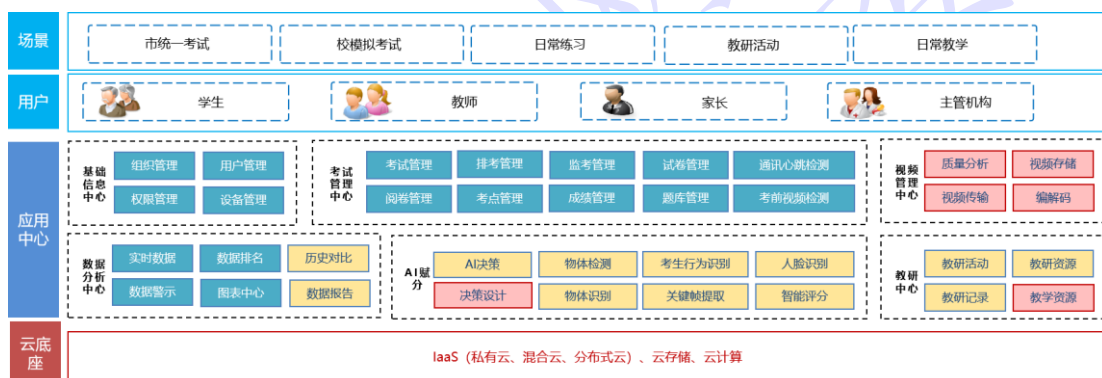 场景
市统一考试
校模拟考试
日常练习
教研活动
日常教学
用户
学生
教师
家长
主管机构
应用
中心
基础
信息
中心
组织管理
用户管理
权限管理
设备管理
考试
管理
中心
考试管理
排考管理
监考管理
试卷管理
通讯心跳检测
阅卷管理
考点管理
成绩管理
题库管理
考前视频检测
视频
管理
中心
质量分析
视频存储
视频传输
编解码
数据
分析
中心
实时数据
数据排名
历史对比
数据警示
图表中心
数据报告
AI赋
分
AI决策
物体检测
考生行为识别
人脸识别
决策设计
物体识别
关键帧提取
智能评分
教研
中心
教研活动
教研资源
教研记录
教学资源
云底
座
IaaS（私有云、混合云、分布式云）、云存储、云计算